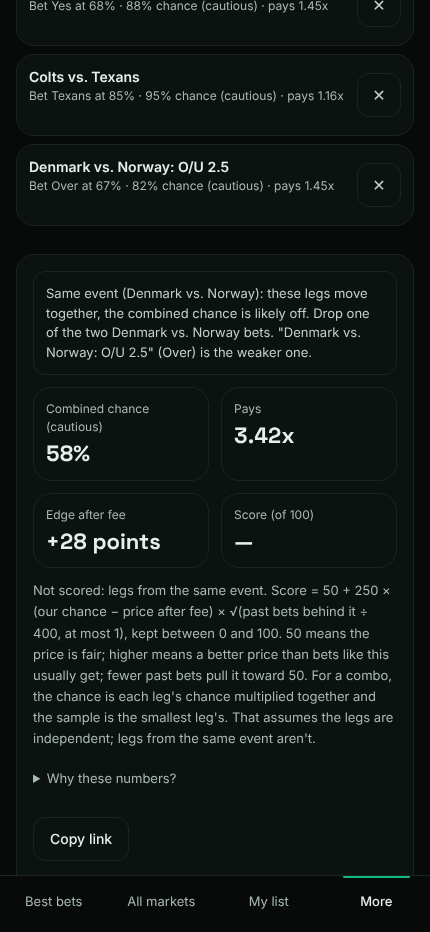 Bet Yes at 68% · 88% chance (cautious) · pays 1.45x
✕
Colts vs. Texans
Bet Texans at 85% · 95% chance (cautious) · pays 1.16x
✕
Denmark vs. Norway: O/U 2.5
Bet Over at 67% · 82% chance (cautious) · pays 1.45x
✕
Same event (Denmark vs. Norway): these legs move
together, the combined chance is likely off. Drop one
of the two Denmark vs. Norway bets. "Denmark vs.
Norway: O/U 2.5" (Over) is the weaker one.
Combined chance
(cautious)
58%
Pays
3.42x
Edge after fee
+28 points
Score (of 100)
—
Not scored: legs from the same event. Score = 50 + 250 ×
(our chance − price after fee) × √(past bets behind it ÷
400, at most 1), kept between 0 and 100. 50 means the
price is fair; higher means a better price than bets like this
usually get; fewer past bets pull it toward 50. For a combo,
the chance is each leg's chance multiplied together and
the sample is the smallest leg's. That assumes the legs are
independent; legs from the same event aren't.
▶ Why these numbers?
Copy link
Best bets
All markets
My list
More